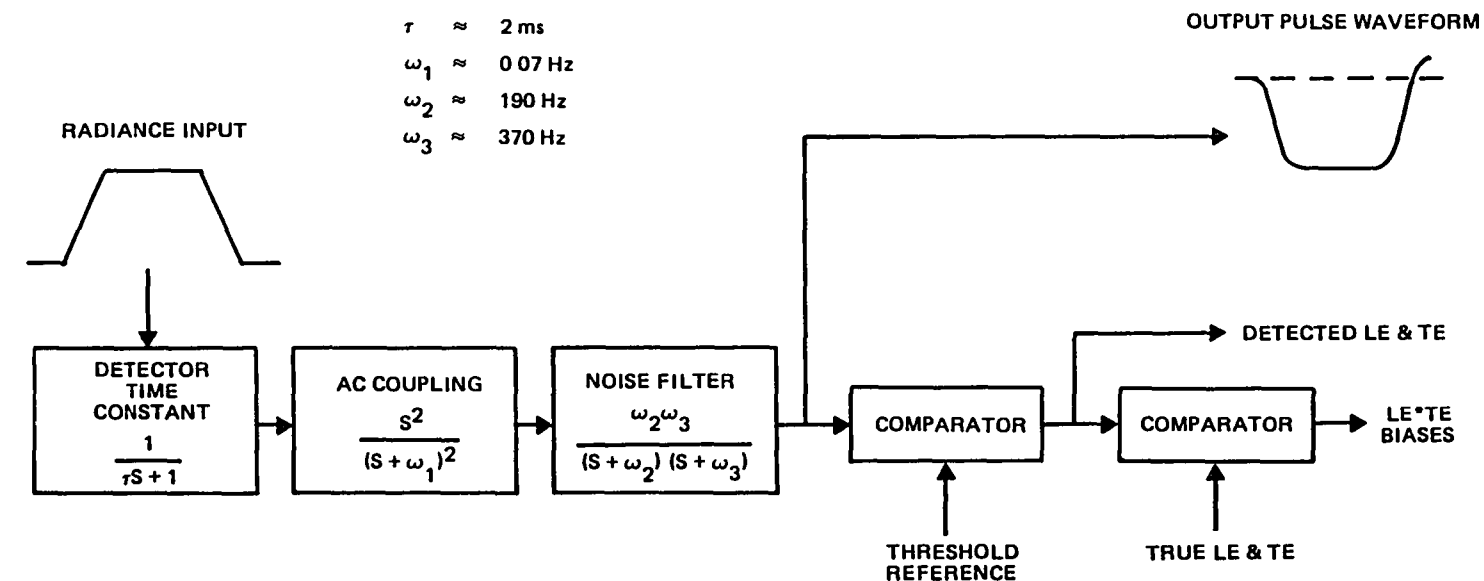 τ ≈ 2 ms
ω1 ≈ 0 07 Hz
ω2 ≈ 190 Hz
ω3 ≈ 370 Hz
OUTPUT PULSE WAVEFORM
RADIANCE INPUT
DETECTOR
TIME
CONSTANT
1
τS + 1
AC COUPLING
S²
(S + ω1)²
NOISE FILTER
ω2ω3
(S + ω2) (S + ω3)
COMPARATOR
COMPARATOR
DETECTED LE & TE
LE*TE
BIASES
THRESHOLD
REFERENCE
TRUE LE & TE